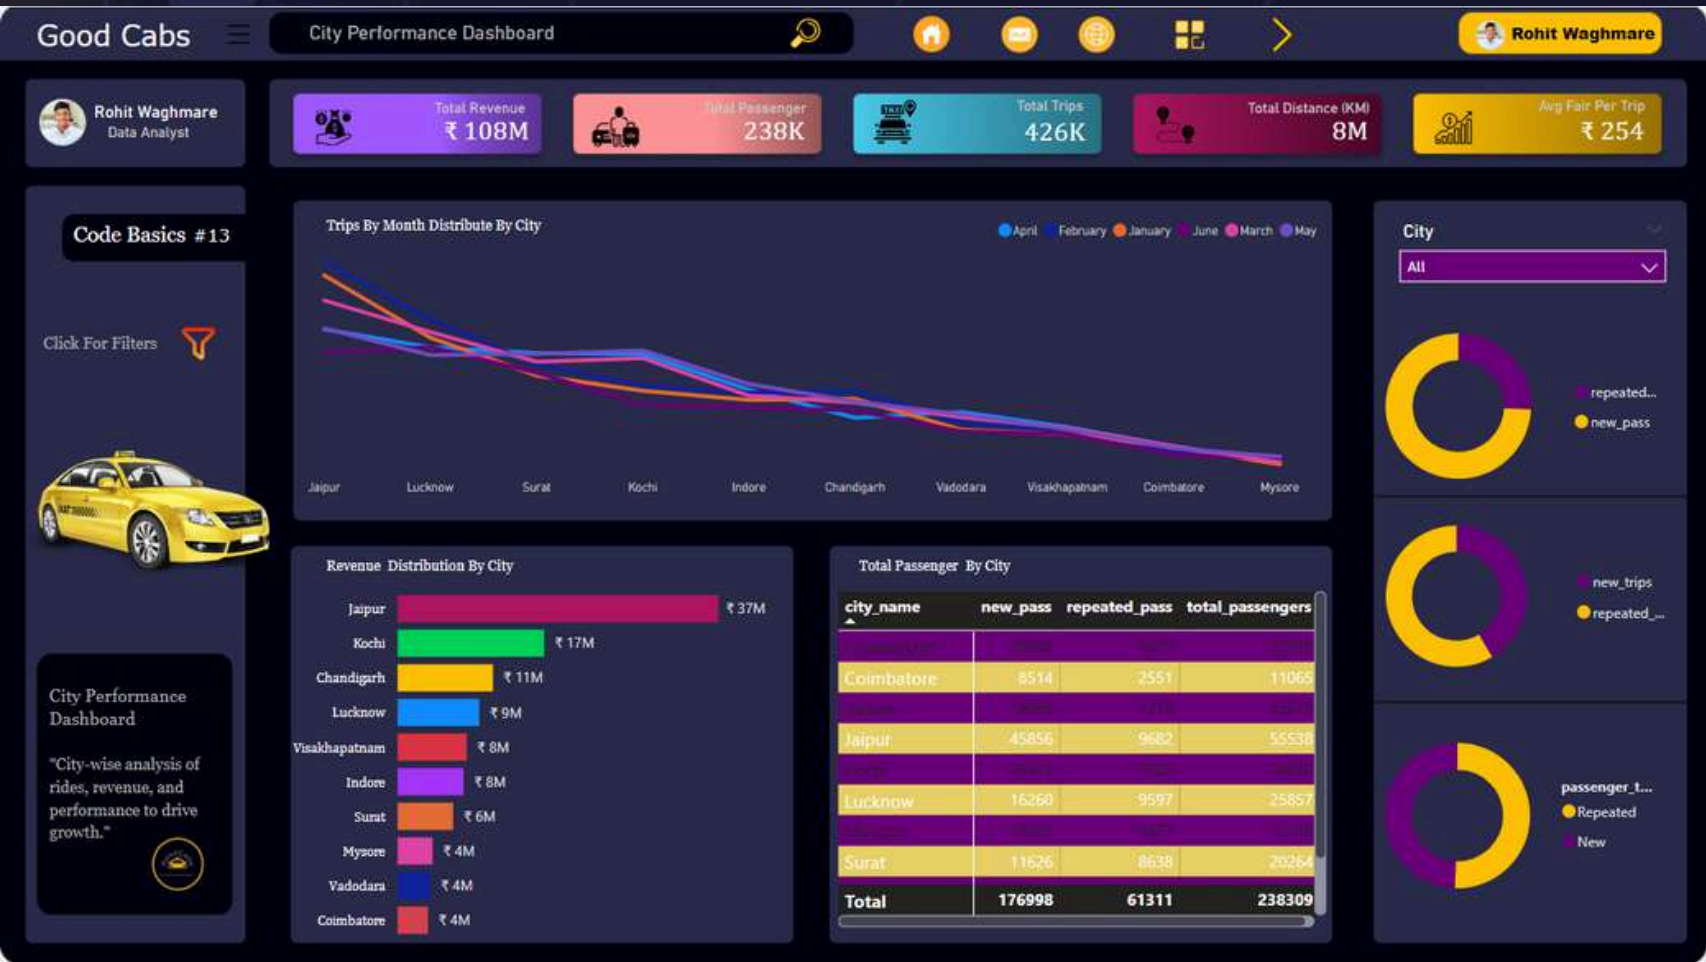 Good Cabs
City Performance Dashboard
Rohit Waghmare
Rohit Waghmare
Data Analyst
Total Revenue
₹ 108M
Total Passenger
238K
Total Trips
426K
Total Distance (KM)
8M
Avg Fair Per Trip
₹ 254
Code Basics #13
Click For Filters
City Performance
Dashboard
"City-wise analysis of
rides, revenue, and
performance to drive
growth."
Trips By Month Distribute By City
April February January June March May
Jaipur Lucknow Surat Kochi Indore Chandigarh Vadodara Visakhapatnam Coimbatore Mysore
Revenue Distribution By City
Jaipur ₹ 37M
Kochi ₹ 17M
Chandigarh ₹ 11M
Lucknow ₹ 9M
Visakhapatnam ₹ 8M
Indore ₹ 8M
Surat ₹ 6M
Mysore ₹ 4M
Vadodara ₹ 4M
Coimbatore ₹ 4M
Total Passenger By City
city_name new_pass repeated_pass total_passengers
Coimbatore 8514 2551 11065
Jaipur 45856 9682 55538
Lucknow 16260 9597 25857
Surat 11626 8638 20264
Total 176998 61311 238309
City
All
repeated...
new_pass
new_trips
repeated_...
passenger_t...
Repeated
New